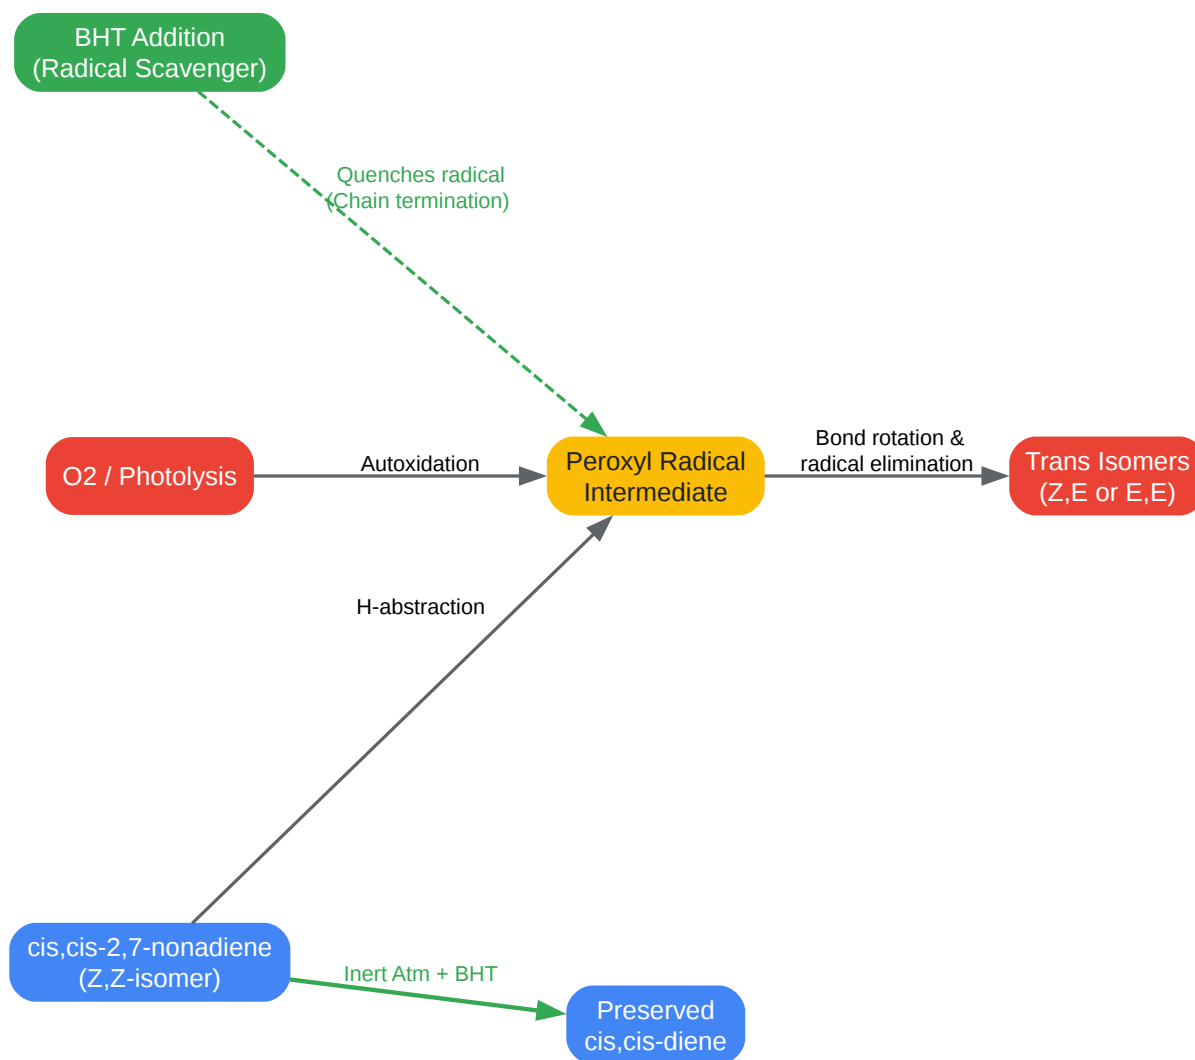 BHT Addition
(Radical Scavenger)
Quenches radical
(Chain termination)
O2 / Photolysis
Autoxidation
Peroxyl Radical
Intermediate
Bond rotation &
radical elimination
Trans Isomers
(Z,E or E,E)
H-abstraction
cis,cis-2,7-nonadiene
(Z,Z-isomer)
Inert Atm + BHT
Preserved
cis,cis-diene